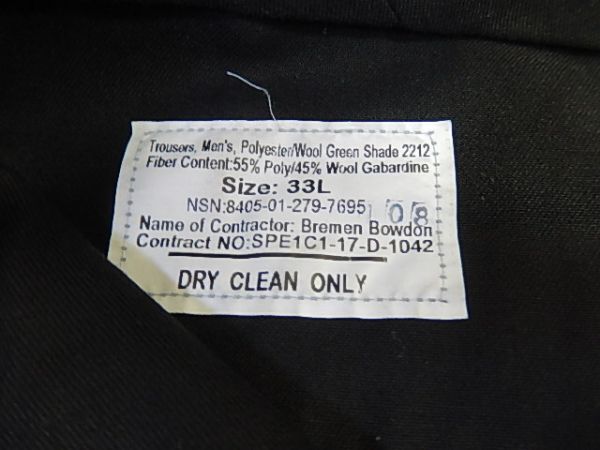 Trousers, Men's, Polyester/Wool Green Shade 2212
Fiber Content:55% Poly/45% Wool Gabardine
Size: 33L
NSN:8405-01-279-7695 08
Name of Contractor: Bremen Bowdon
Contract NO:SPE1C1-17-D-1042
DRY CLEAN ONLY